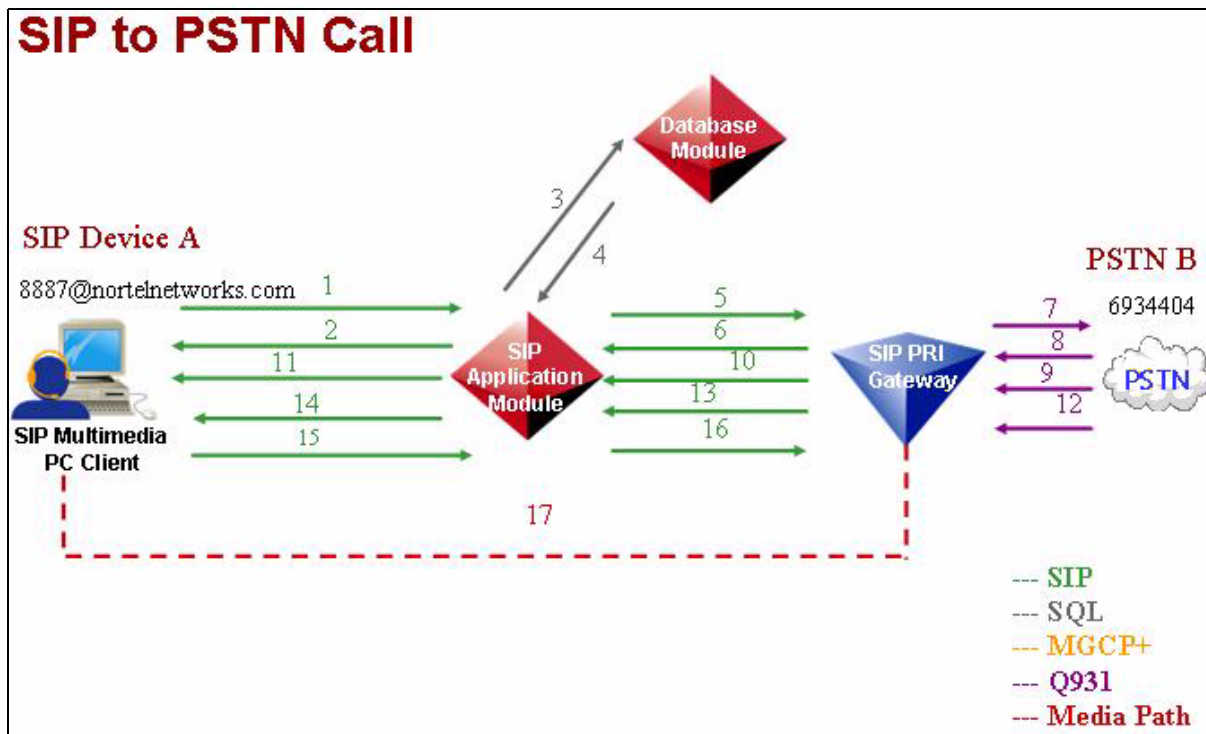 SIP to PSTN Call
Database
Module
3
4
SIP Device A
PSTN B
8887@nortelnetworks.com
6934404
1
5
7
2
6
8
SIP
Application
Module
SIP PRI
Gateway
PSTN
11
10
9
14
13
12
15
16
SIP Multimedia
PC Client
17
--- SIP
--- SQL
--- MGCP+
--- Q931
--- Media Path